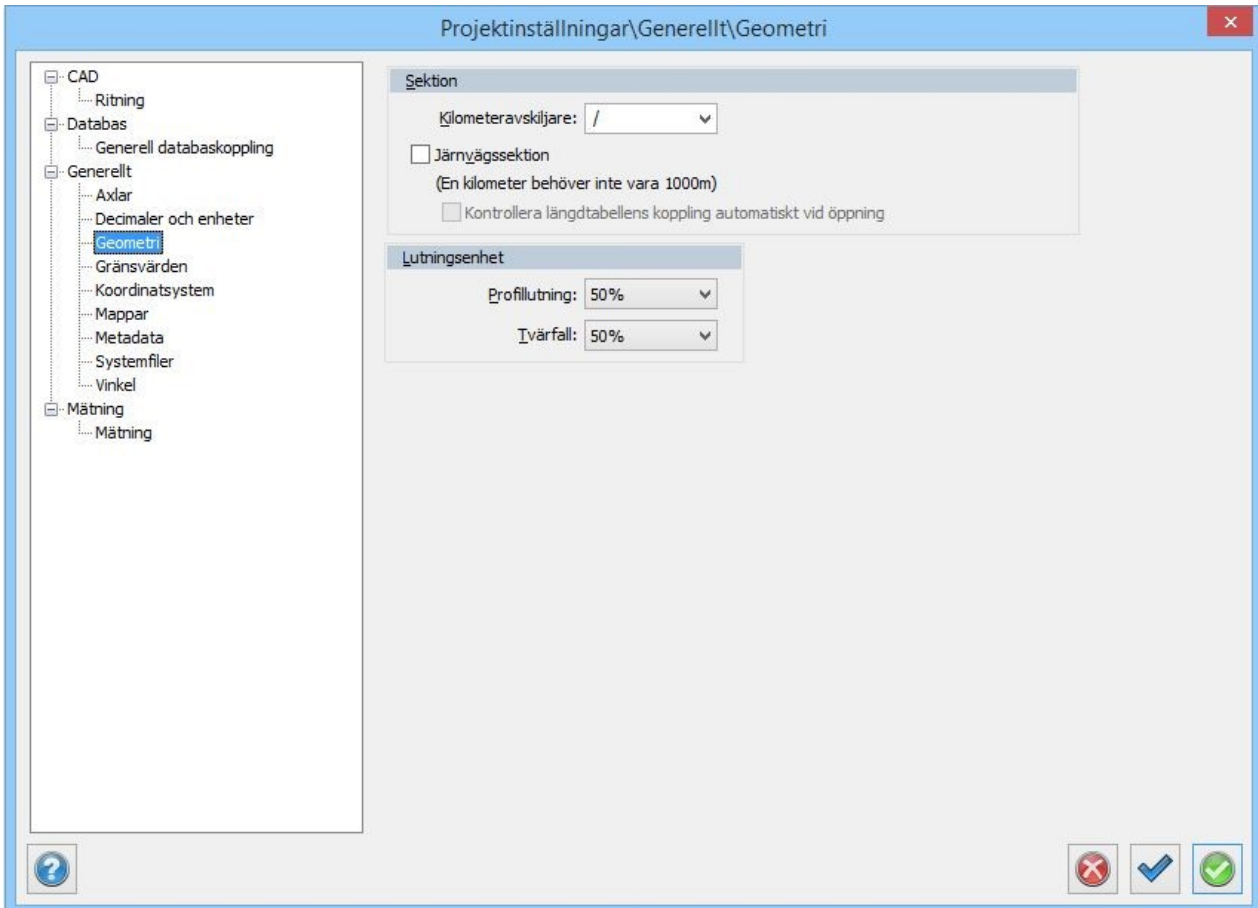 Projektinställningar\Generellt\Geometri
CAD
Ritning
Databas
Generell databaskoppling
Generellt
Axlar
Decimaler och enheter
Geometri
Gränsvärden
Koordinatsystem
Mappar
Metadata
Systemfiler
Vinkel
Mätning
Mätning
Sektion
Kilometeravskiljare: /
Järnvägssektion
(En kilometer behöver inte vara 1000m)
Kontrollera längdtabellens koppling automatiskt vid öppning
Lutningsenhet
Profillutning: 50%
Tvärfall: 50%